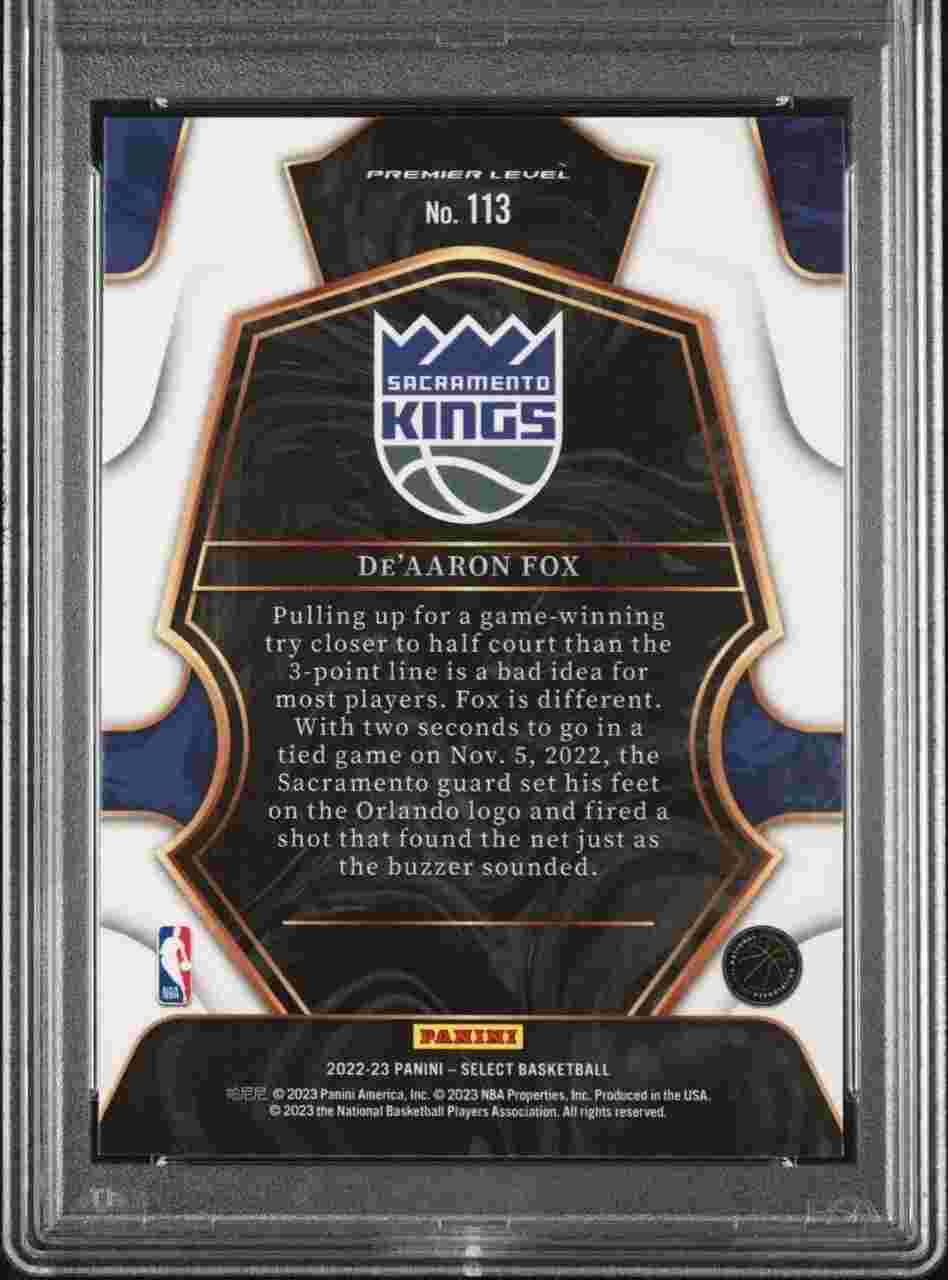 PREMIER LEVEL
No. 113
SACRAMENTO
KINGS
DE'AARON FOX
Pulling up for a game-winning
try closer to half court than the
3-point line is a bad idea for
most players. Fox is different.
With two seconds to go in a
tied game on Nov. 5, 2022, the
Sacramento guard set his feet
on the Orlando logo and fired a
shot that found the net just as
the buzzer sounded.
NBA
PANINI
2022-23 PANINI – SELECT BASKETBALL
© 2023 Panini America, Inc. © 2023 NBA Properties, Inc. Produced in the USA.
© 2023 the National Basketball Players Association. All rights reserved.